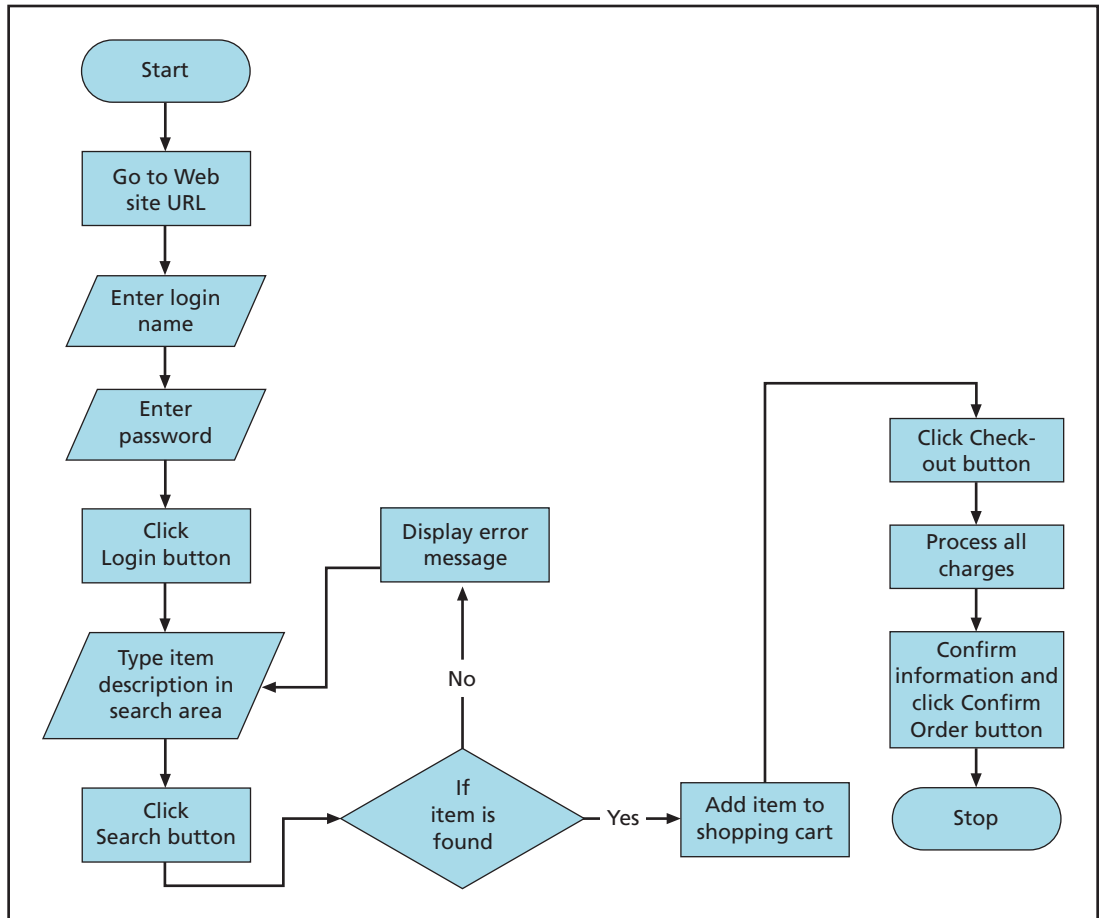 Start
Go to Web
site URL
Enter login
name
Enter
password
Click
Login button
Type item
description in
search area
Click
Search button
If
item is
found
No
Display error
message
Yes
Add item to
shopping cart
Click Check-
out button
Process all
charges
Confirm
information and
click Confirm
Order button
Stop